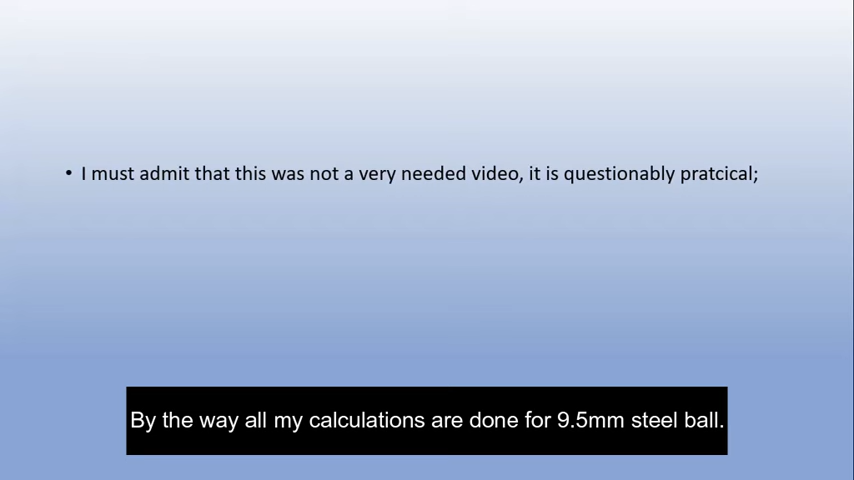 • I must admit that this was not a very needed video, it is questionably pratcical;
By the way all my calculations are done for 9.5mm steel ball.